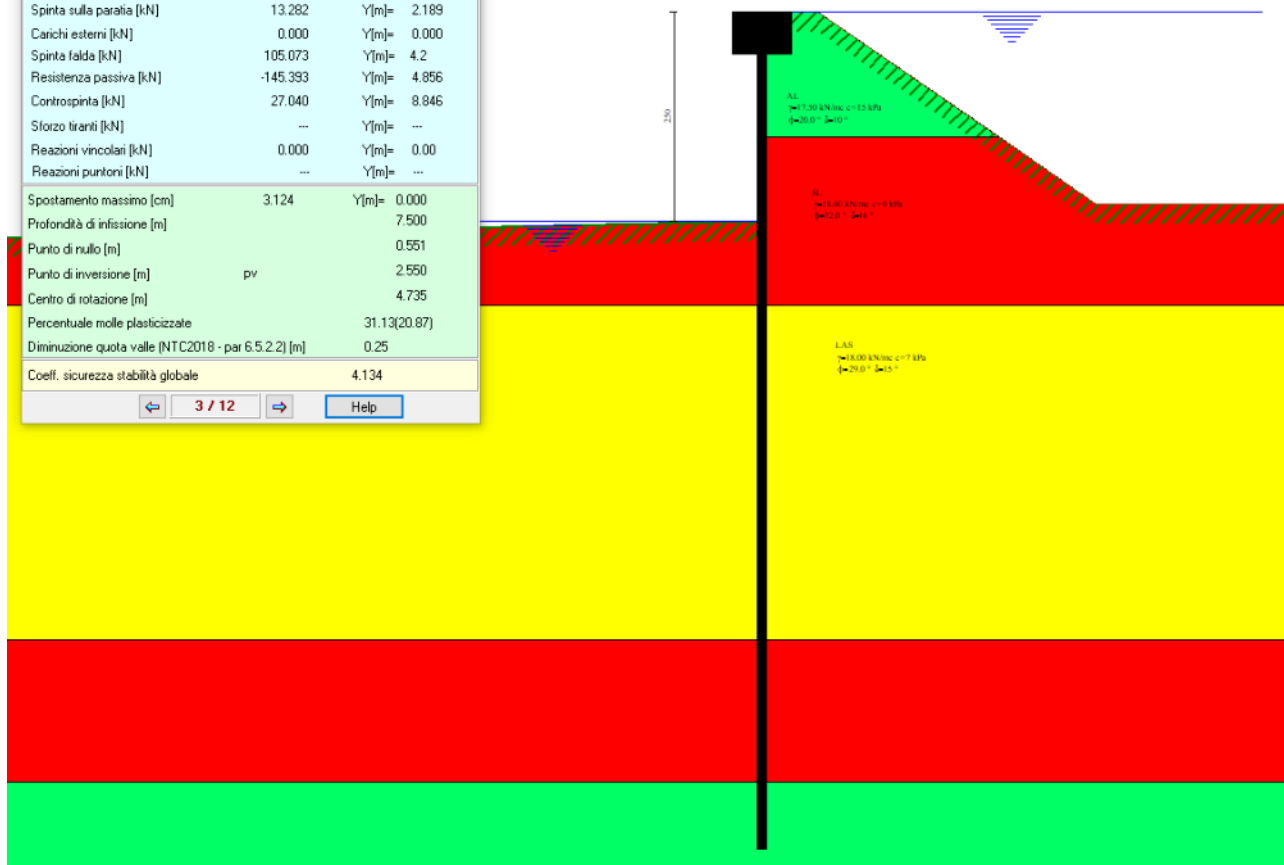 Spinta sulla paratia [kN] 13.282 Y[m]= 2.189
Carichi esterni [kN] 0.000 Y[m]= 0.000
Spinta falda [kN] 105.073 Y[m]= 4.2
Resistenza passiva [kN] -145.393 Y[m]= 4.856
Controspinta [kN] 27.040 Y[m]= 8.846
Sforzo tiranti [kN] --- Y[m]= ---
Reazioni vincolari [kN] 0.000 Y[m]= 0.00
Reazioni puntoni [kN] --- Y[m]= ---
Spostamento massimo [cm] 3.124 Y[m]= 0.000
Profondità di infissione [m] 7.500
Punto di nullo [m] 0.551
Punto di inversione [m] pv 2.550
Centro di rotazione [m] 4.735
Percentuale molle plasticizzate 31.13(20.87)
Diminuzione quota valle (NTC2018 - par 6.5.2.2) [m] 0.25
Coeff. sicurezza stabilità globale 4.134
3 / 12
Help
250
AL
γ=17.50 kN/mc c=15 kPa
ϕ=20.0 ° δ=10 °
LAS
γ=18.00 kN/mc c=7 kPa
ϕ=29.0 ° δ=15 °